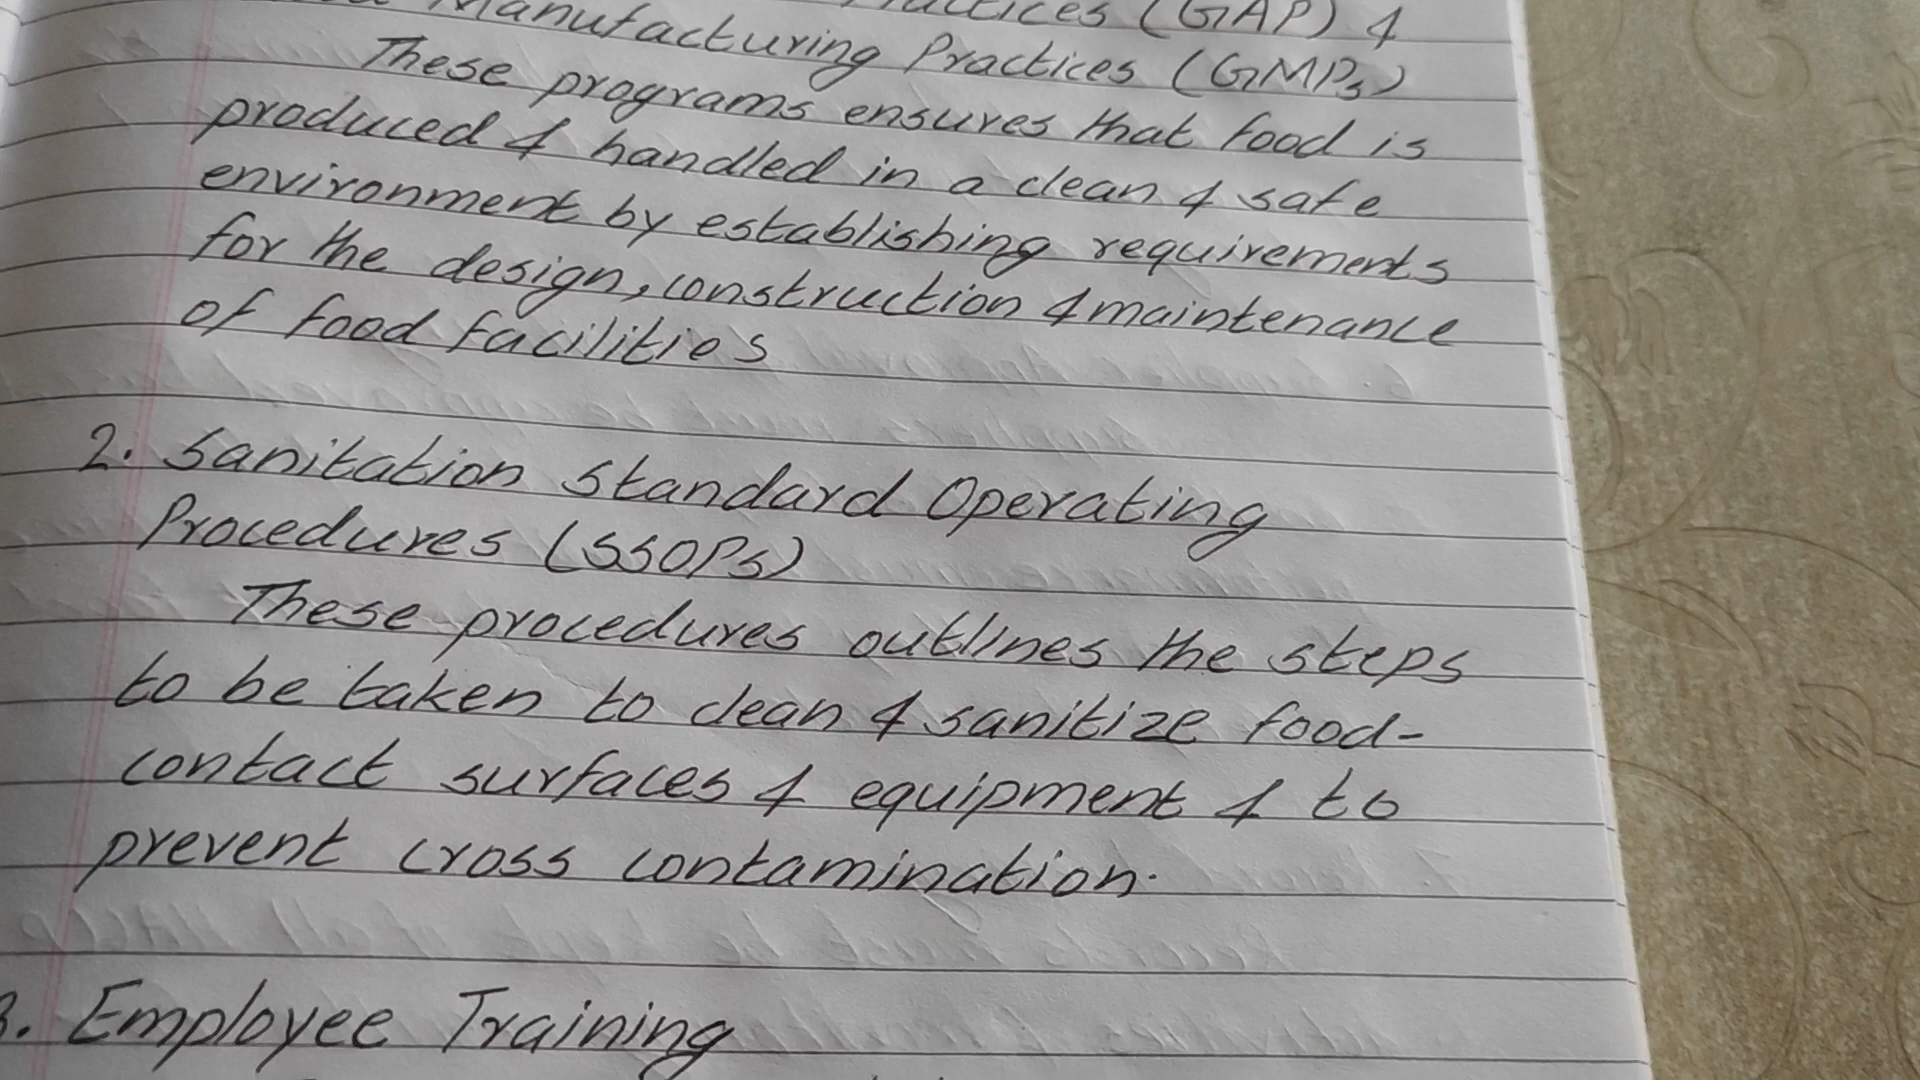 Practices (GAP) &
Manufacturing Practices (GMPs)
These programs ensures that food is
produced & handled in a clean & safe
environment by establishing requirements
for the design, construction & maintenance
of food facilities
2. Sanitation Standard Operating
Procedures (SSOPs)
These procedures outlines the steps
to be taken to clean & sanitize food-
contact surfaces & equipment & to
prevent cross contamination.
3. Employee Training